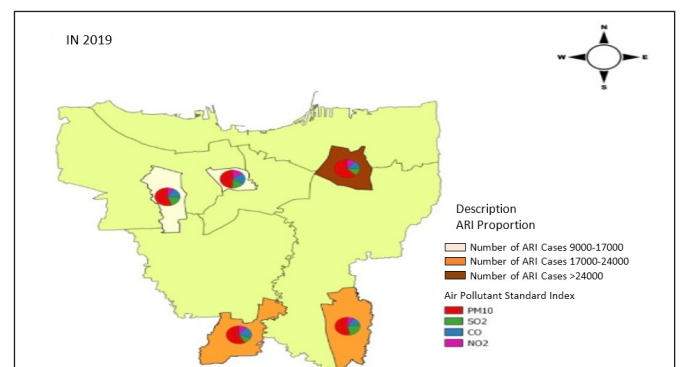 IN 2019
N
W E
S
Description
ARI Proportion
Number of ARI Cases 9000-17000
Number of ARI Cases 17000-24000
Number of ARI Cases >24000
Air Pollutant Standard Index
PM10
SO2
CO
NO2